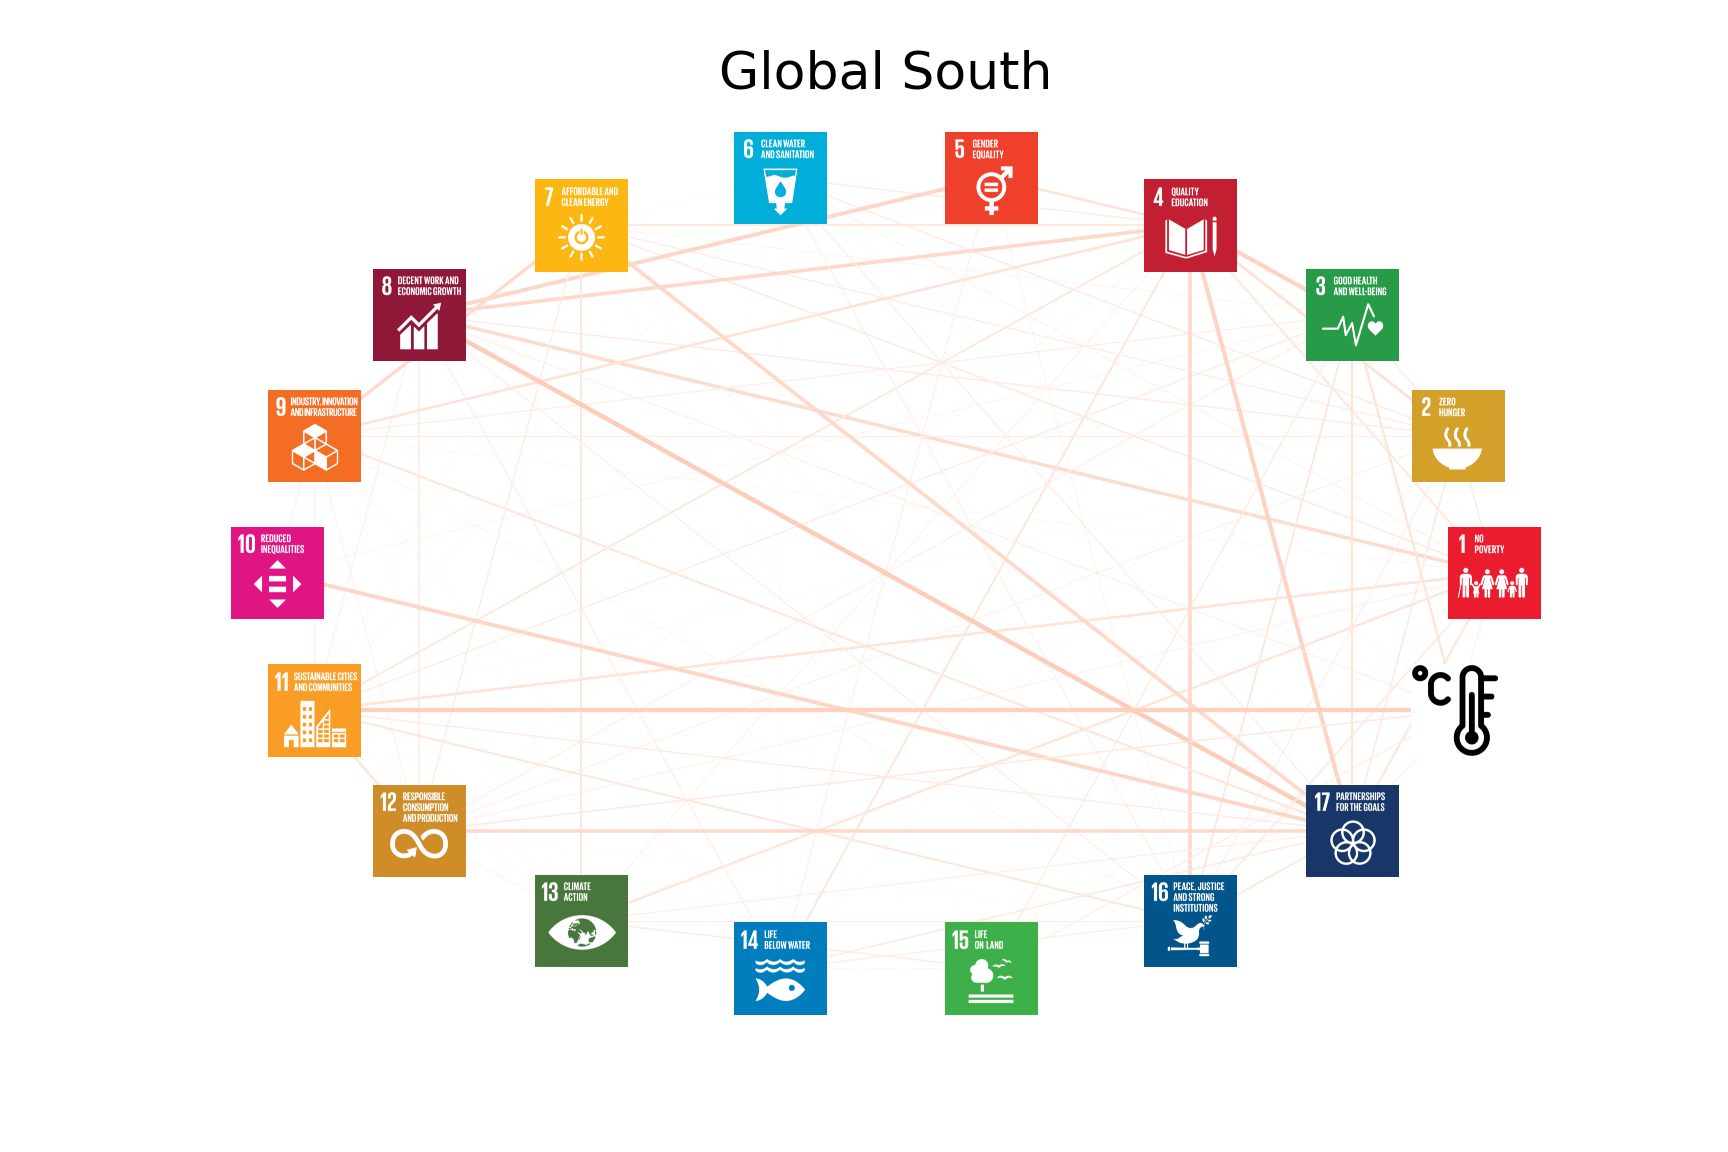 Global South
6 CLEAN WATER
AND SANITATION
5 GENDER
EQUALITY
7 AFFORDABLE AND
CLEAN ENERGY
4 QUALITY
EDUCATION
8 DECENT WORK AND
ECONOMIC GROWTH
3 GOOD HEALTH
AND WELL-BEING
9 INDUSTRY, INNOVATION
AND INFRASTRUCTURE
2 ZERO
HUNGER
10 REDUCED
INEQUALITIES
1 NO
POVERTY
11 SUSTAINABLE CITIES
AND COMMUNITIES
°C
12 RESPONSIBLE
CONSUMPTION
AND PRODUCTION
17 PARTNERSHIPS
FOR THE GOALS
13 CLIMATE
ACTION
16 PEACE, JUSTICE
AND STRONG
INSTITUTIONS
14 LIFE
BELOW WATER
15 LIFE
ON LAND